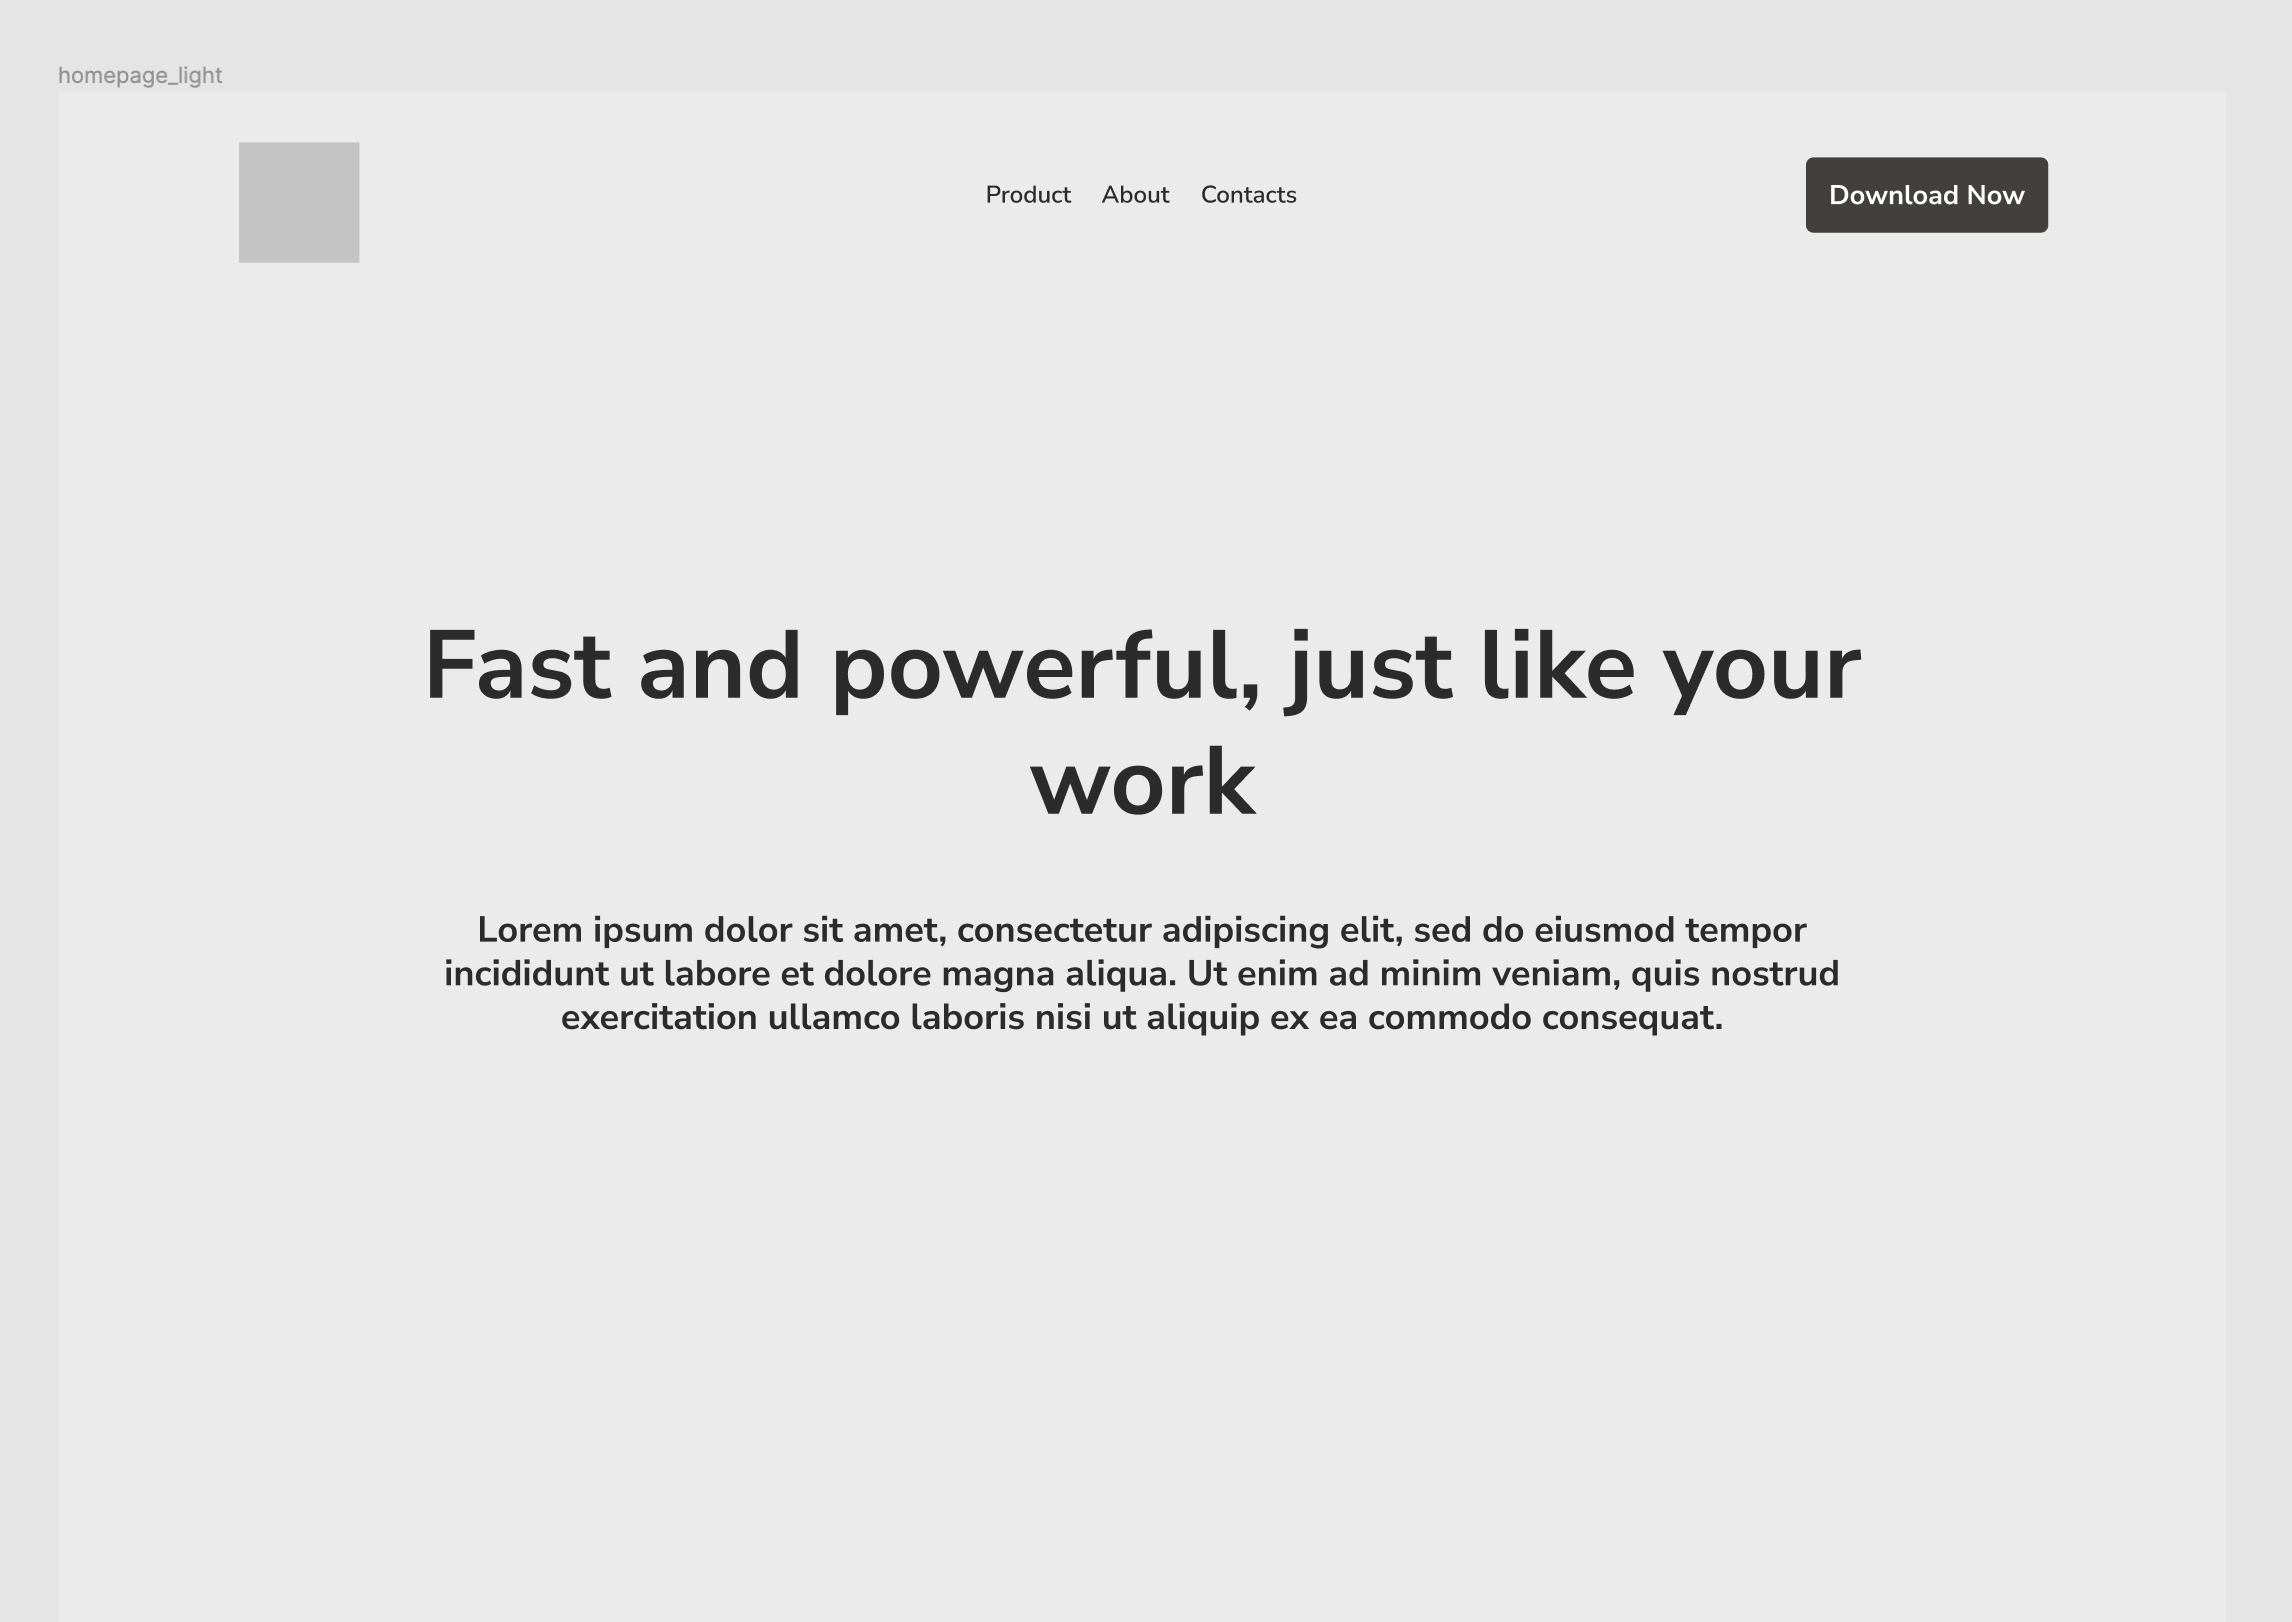 homepage_light
Product About Contacts
Download Now
Fast and powerful, just like your
work
Lorem ipsum dolor sit amet, consectetur adipiscing elit, sed do eiusmod tempor
incididunt ut labore et dolore magna aliqua. Ut enim ad minim veniam, quis nostrud
exercitation ullamco laboris nisi ut aliquip ex ea commodo consequat.